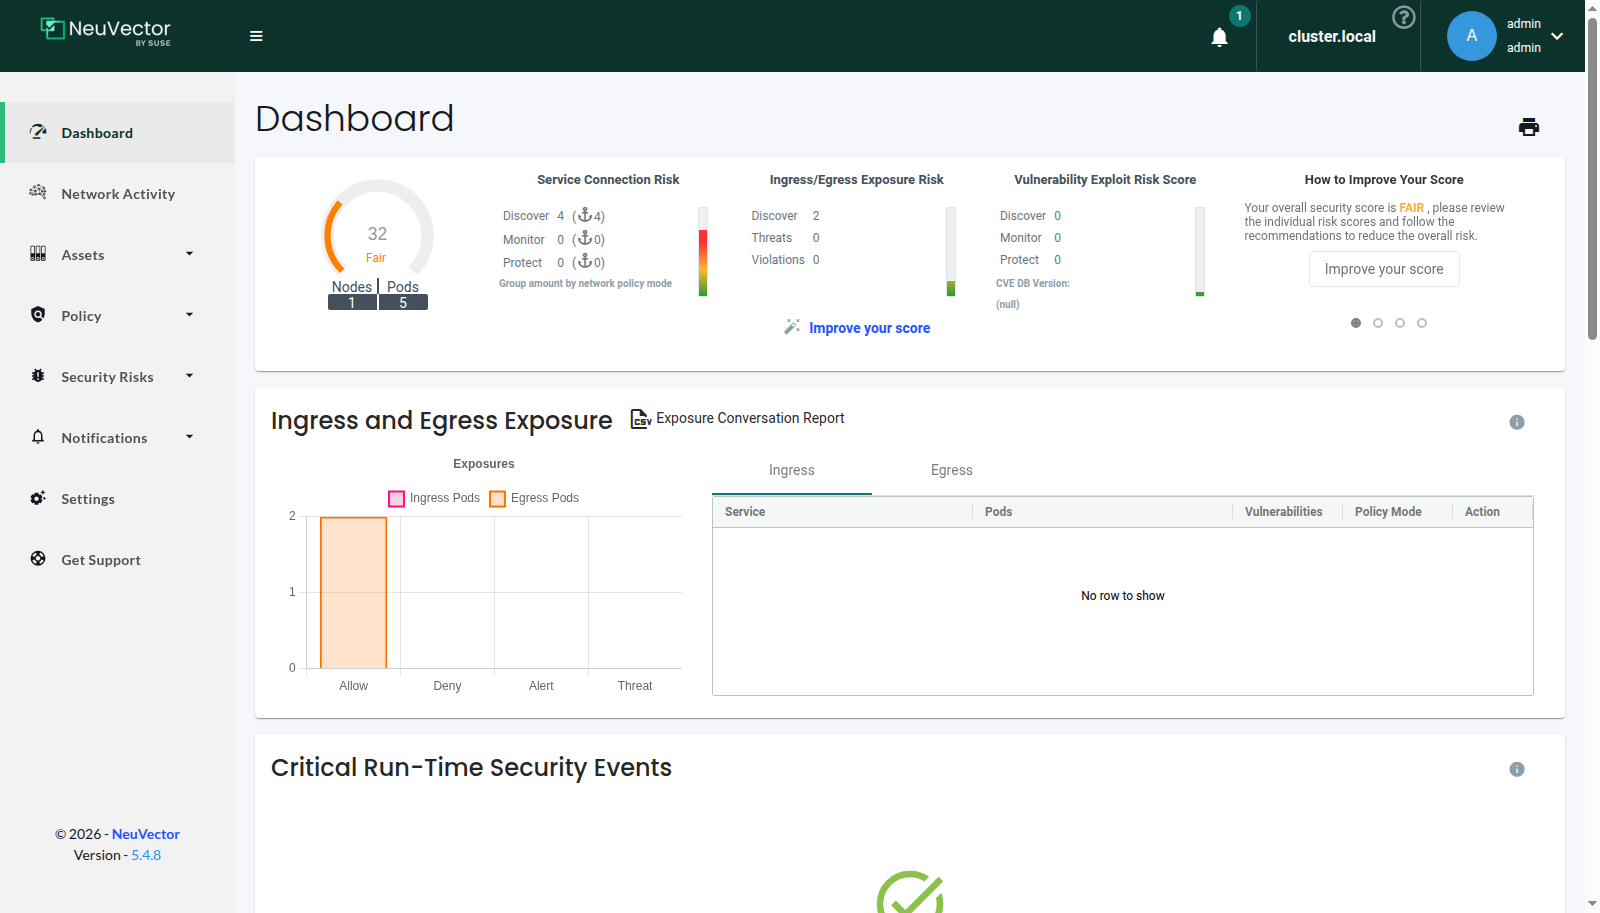 NeuVector
BY SUSE
1
cluster.local
?
A
admin
admin
Dashboard
Network Activity
Assets
Policy
Security Risks
Notifications
Settings
Get Support
© 2026 - NeuVector
Version - 5.4.8
Dashboard
32
Fair
Nodes Pods
1 5
Service Connection Risk
Discover 4 (4)
Monitor 0 (0)
Protect 0 (0)
Group amount by network policy mode
Ingress/Egress Exposure Risk
Discover 2
Threats 0
Violations 0
Vulnerability Exploit Risk Score
Discover 0
Monitor 0
Protect 0
CVE DB Version:
(null)
Improve your score
How to Improve Your Score
Your overall security score is FAIR , please review
the individual risk scores and follow the
recommendations to reduce the overall risk.
Improve your score
Ingress and Egress Exposure
CSV Exposure Conversation Report
Exposures
Ingress Pods Egress Pods
2
1
0
Allow Deny Alert Threat
Ingress Egress
Service Pods Vulnerabilities Policy Mode Action
No row to show
Critical Run-Time Security Events